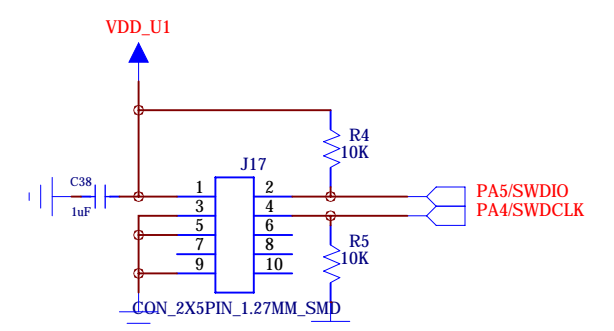 VDD_U1
R4
10K
J17
C38
1uF
1 2
3 4
5 6
7 8
9 10
PA5/SWDIO
PA4/SWDCLK
R5
10K
CON_2X5PIN_1.27MM_SMD